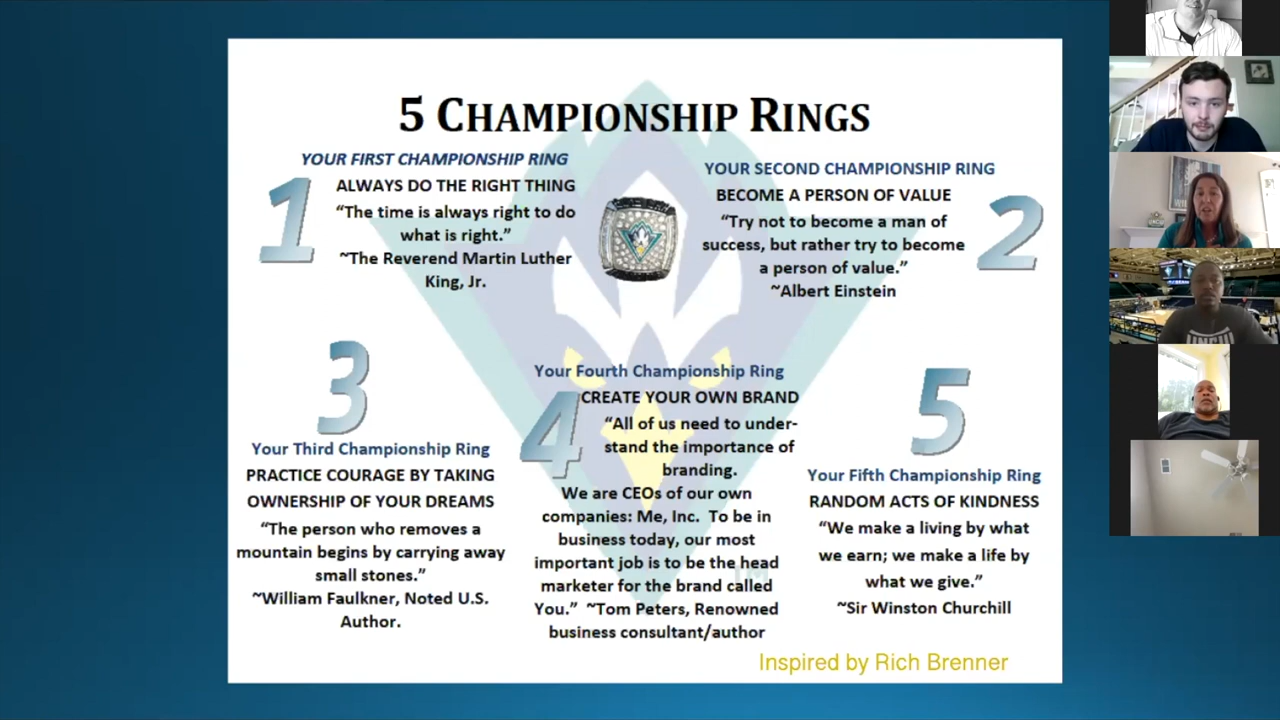 5 CHAMPIONSHIP RINGS
YOUR FIRST CHAMPIONSHIP RING
1
ALWAYS DO THE RIGHT THING
“The time is always right to do
what is right.”
~The Reverend Martin Luther
King, Jr.
YOUR SECOND CHAMPIONSHIP RING
BECOME A PERSON OF VALUE
2
“Try not to become a man of
success, but rather try to become
a person of value.”
~Albert Einstein
3
Your Third Championship Ring
PRACTICE COURAGE BY TAKING
OWNERSHIP OF YOUR DREAMS
“The person who removes a
mountain begins by carrying away
small stones.”
~William Faulkner, Noted U.S.
Author.
Your Fourth Championship Ring
4
CREATE YOUR OWN BRAND
“All of us need to under-
stand the importance of
branding.
We are CEOs of our own
companies: Me, Inc.  To be in
business today, our most
important job is to be the head
marketer for the brand called
You.”  ~Tom Peters, Renowned
business consultant/author
TM
5
Your Fifth Championship Ring
RANDOM ACTS OF KINDNESS
“We make a living by what
we earn; we make a life by
what we give.”
~Sir Winston Churchill
Inspired by Rich Brenner